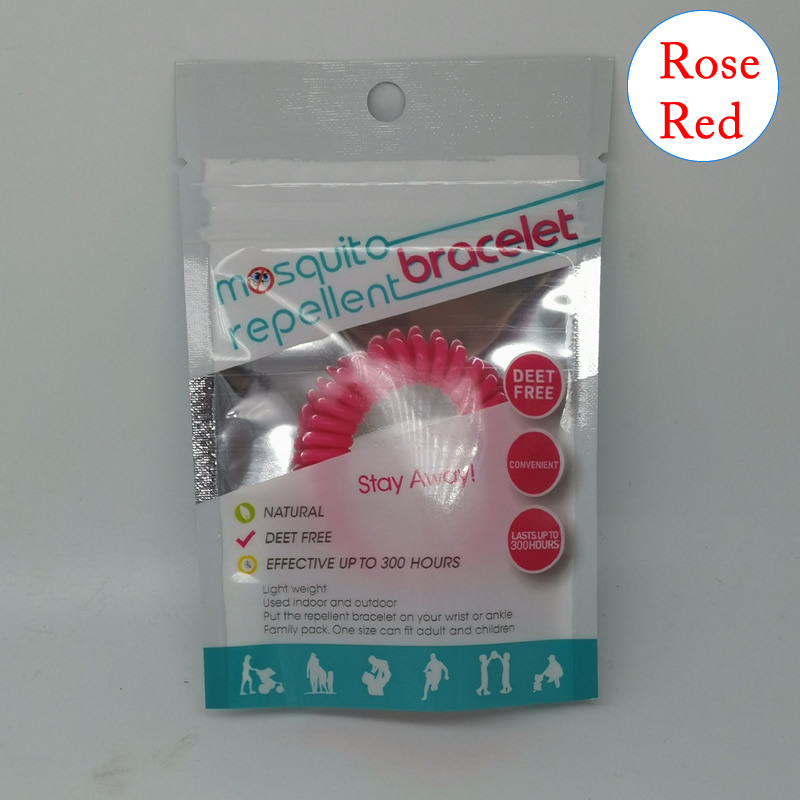 Rose
Red
mosquito
repellent bracelet
DEET
FREE
CONVENIENT
Stay Away!
LASTS UP TO
300HOURS
NATURAL
DEET FREE
EFFECTIVE UP TO 300 HOURS
Light weight
Used indoor and outdoor
Put the repellent bracelet on your wrist or ankle
Family pack, One size can fit adult and children